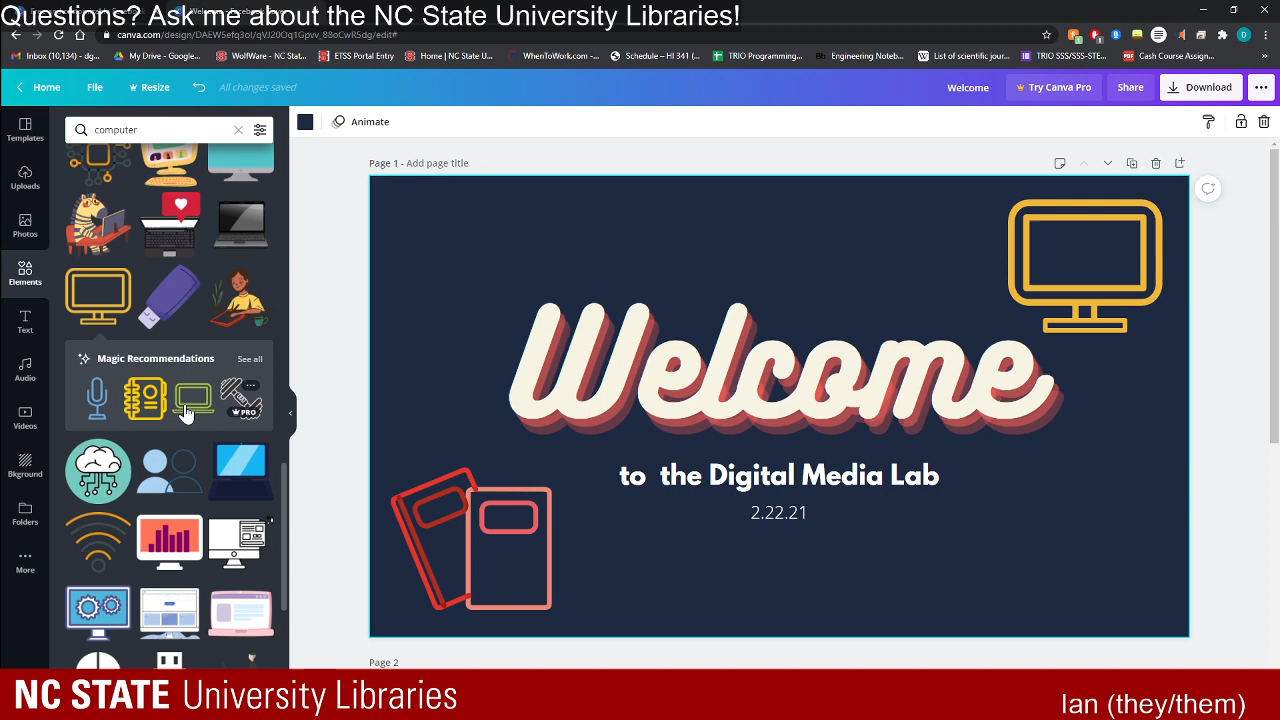 Questions? Ask me about the NC State University Libraries!
canva.com/design/DAEW5efq3oI/qVJ20Oq1Gpvv_88oCwR5dg/edit#
Inbox (10,134) - dg...
My Drive - Google...
WolfWare - NCSU...
ETSS Portal Entry
Home | NC State U...
WhenToWork.com -...
Schedule – HI 341 (...
TRIO Programming...
Engineering Noteb...
List of scientific jour...
TRIO SSS/SSS-STE...
Cash Course Assign...
Home
File
Resize
All changes saved
Welcome
Try Canva Pro
Share
Download
computer
Animate
Templates
Uploads
Photos
Elements
Text
Audio
Videos
Bkground
Folders
More
Magic Recommendations
See all
PRO
Page 1 - Add page title
Welcome
to the Digital Media Lab
2.22.21
Page 2
NC STATE University Libraries
Ian (they/them)